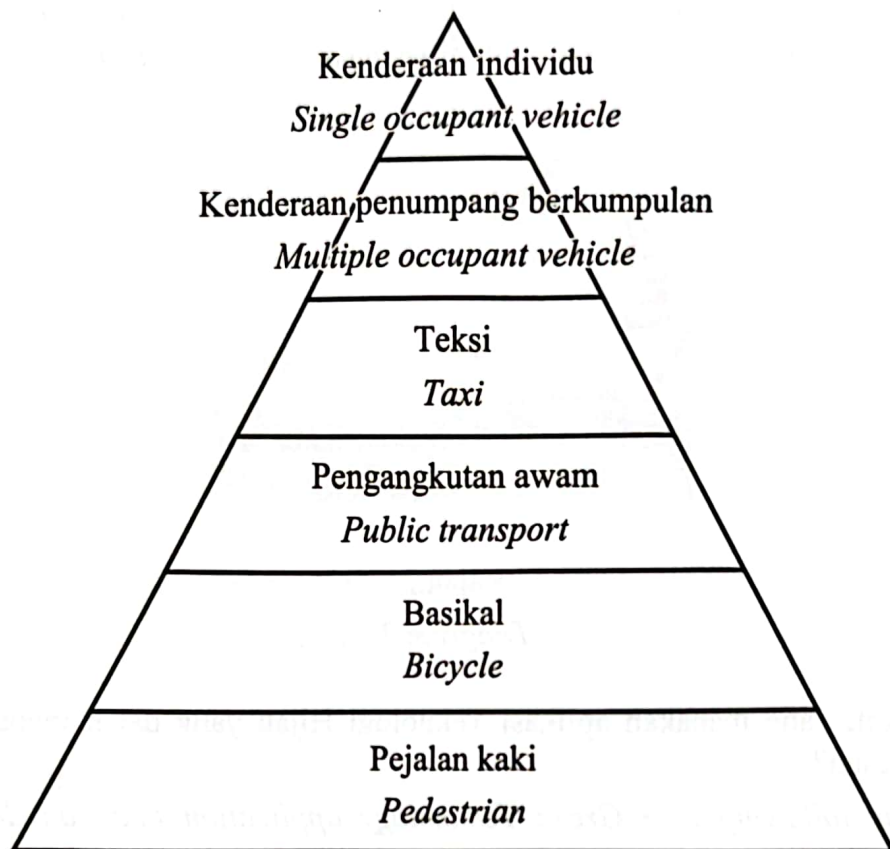 Kenderaan individu
Single occupant vehicle
Kenderaan penumpang berkumpulan
Multiple occupant vehicle
Teksi
Taxi
Pengangkutan awam
Public transport
Basikal
Bicycle
Pejalan kaki
Pedestrian